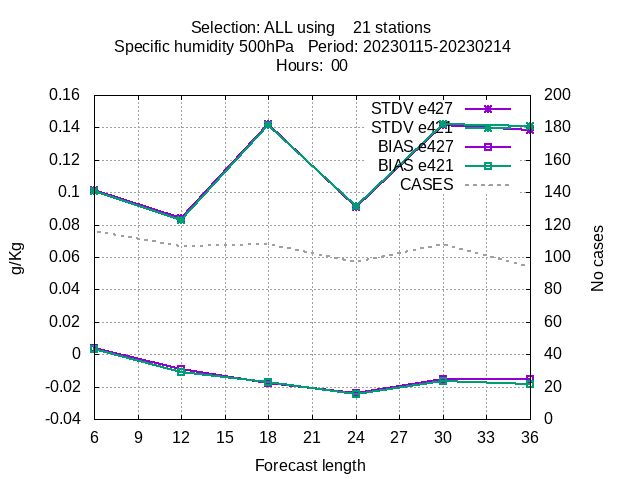 Selection: ALL using    21 stations
Specific humidity 500hPa   Period: 20230115-20230214
Hours:  00
0.16
0.14
0.12
0.1
0.08
0.06
0.04
0.02
0
-0.02
-0.04
g/Kg
STDV e427
STDV e421
BIAS e427
BIAS e421
CASES
200
180
160
140
120
100
80
60
40
20
0
No cases
6 9 12 15 18 21 24 27 30 33 36
Forecast length